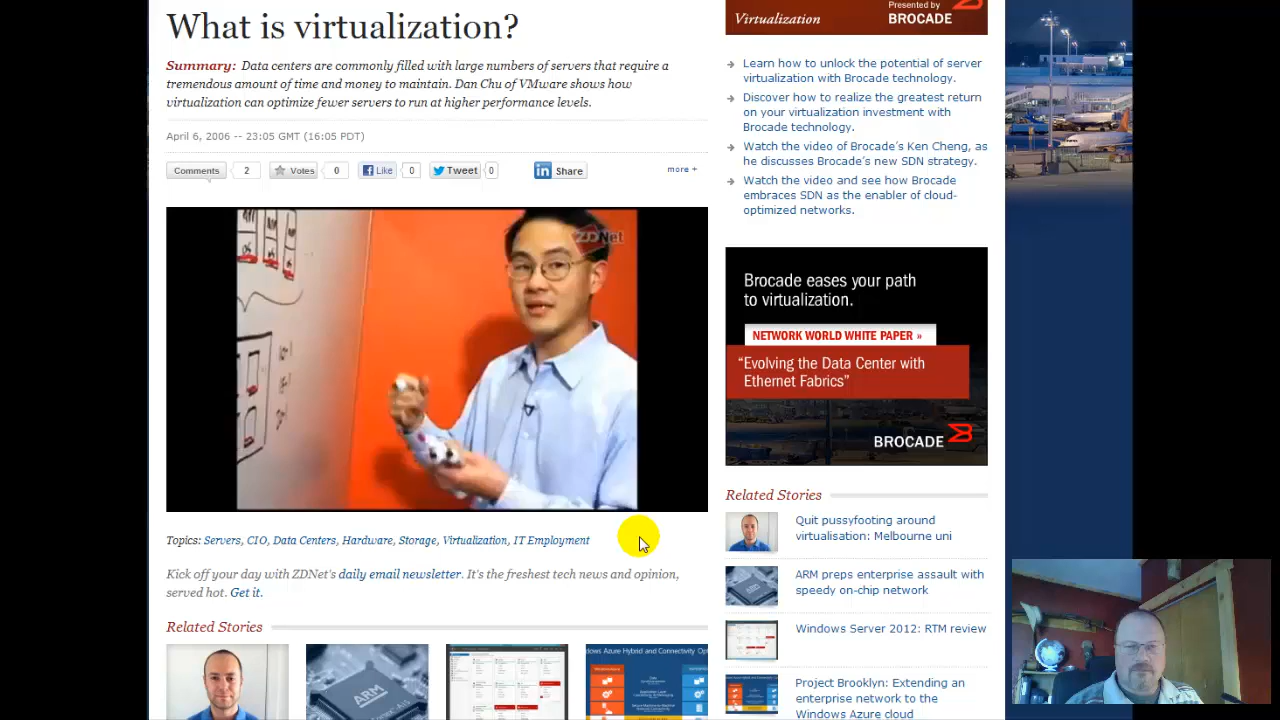 What is virtualization?
Summary: Data centers are commonly filled with large numbers of servers that require a
tremendous amount of time and money to maintain. Dan Chu of VMware shows how
virtualization can optimize fewer servers to run at higher performance levels.
April 6, 2006 -- 23:05 GMT (16:05 PDT)
Comments 2 Votes 0 Like 0 Tweet 0 Share more +
ZDNet
Topics: Servers, CIO, Data Centers, Hardware, Storage, Virtualization, IT Employment
Kick off your day with ZDNet's daily email newsletter. It's the freshest tech news and opinion,
served hot. Get it.
Related Stories
Virtualization
Presented by
BROCADE
Learn how to unlock the potential of server
virtualization with Brocade technology.
Discover how to realize the greatest return
on your virtualization investment with
Brocade technology.
Watch the video of Brocade's Ken Cheng, as
he discusses Brocade's new SDN strategy.
Watch the video and see how Brocade
embraces SDN as the enabler of cloud-
optimized networks.
Brocade eases your path
to virtualization.
NETWORK WORLD WHITE PAPER »
"Evolving the Data Center with
Ethernet Fabrics"
BROCADE
Related Stories
Quit pussyfooting around
virtualisation: Melbourne uni
ARM preps enterprise assault with
speedy on-chip network
Windows Server 2012: RTM review
Project Brooklyn: Extending an
enterprise network to the
Windows Azure cloud